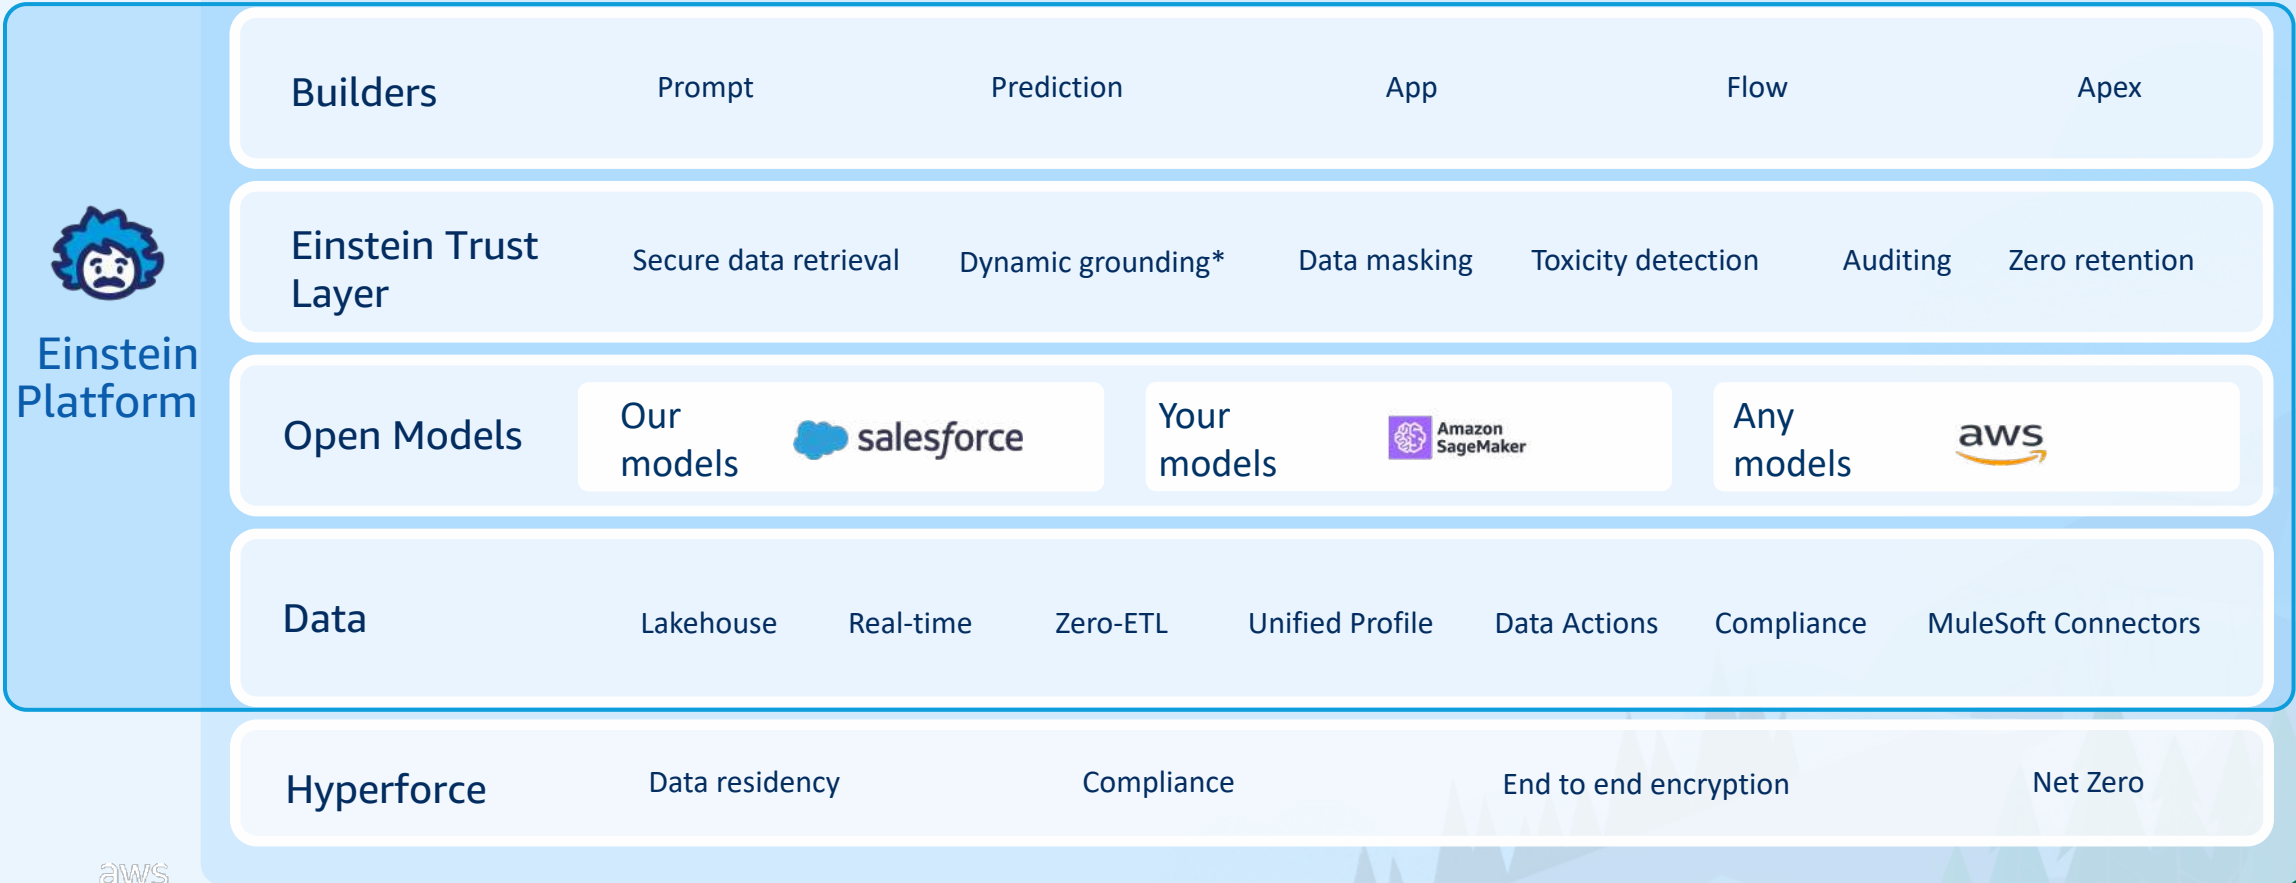 Builders Prompt Prediction App Flow Apex
Einstein Trust
Layer
Secure data retrieval Dynamic grounding* Data masking Toxicity detection Auditing Zero retention
Einstein
Platform
Open Models
Our
models
salesforce
Your
models
Amazon
SageMaker
Any
models
aws
Data Lakehouse Real-time Zero-ETL Unified Profile Data Actions Compliance MuleSoft Connectors
Hyperforce Data residency Compliance End to end encryption Net Zero
aws